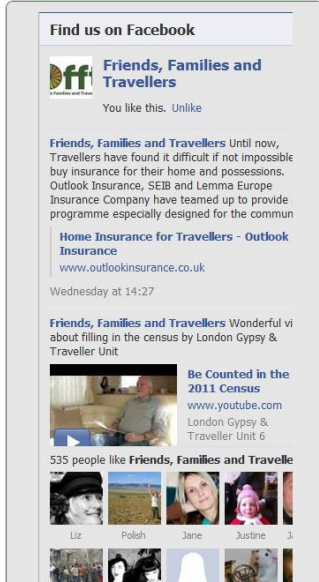 Find us on Facebook
fft
Friends, Families and
Travellers
You like this. Unlike
Friends, Families and Travellers Until now,
Travellers have found it difficult if not impossible
buy insurance for their home and possessions.
Outlook Insurance, SEIB and Lemma Europe
Insurance Company have teamed up to provide
programme especially designed for the commun
Home Insurance for Travellers - Outlook
Insurance
www.outlookinsurance.co.uk
Wednesday at 14:27
Friends, Families and Travellers Wonderful vi
about filling in the census by London Gypsy &
Traveller Unit
Be Counted in the
2011 Census
www.youtube.com
London Gypsy &
Traveller Unit 6
535 people like Friends, Families and Travelle
Liz Polish Jane Justine